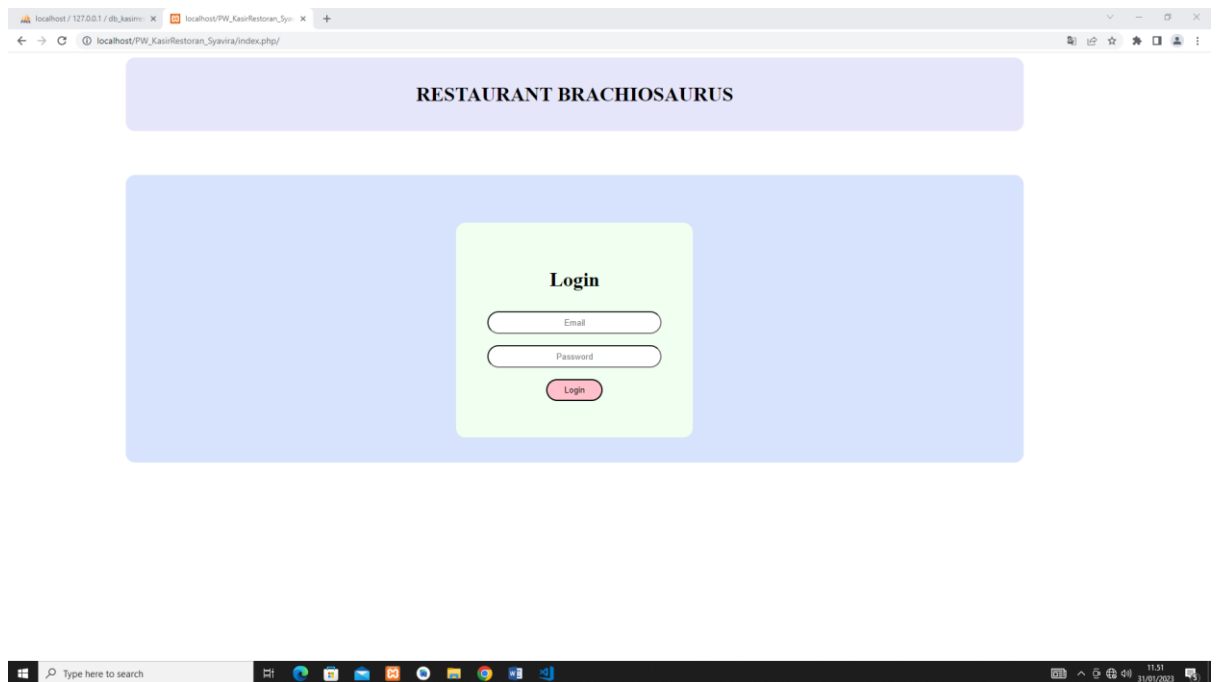 localhost / 127.0.0.1 /
localhost/PW_KasirRestoran_Sya
localhost/PW_KasirRestoran_Syavira/index.php/
RESTAURANT BRACHIOSAURUS
Login
Email
Password
Login
Type here to search
11.51
31/01/2023